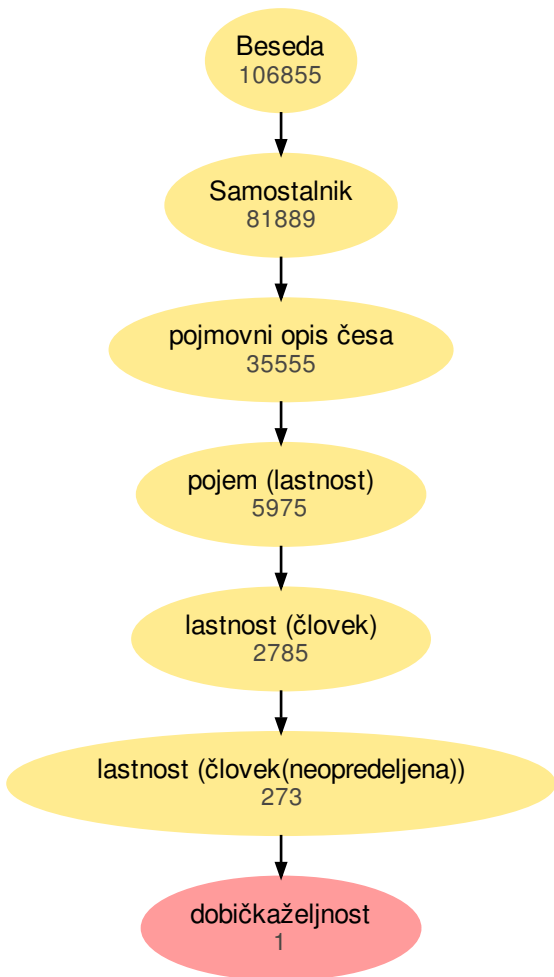 Beseda
106855
Samostalnik
81889
pojmovni opis česa
35555
pojem (lastnost)
5975
lastnost (človek)
2785
lastnost (človek(neopredeljena))
273
dobičkaželjnost
1